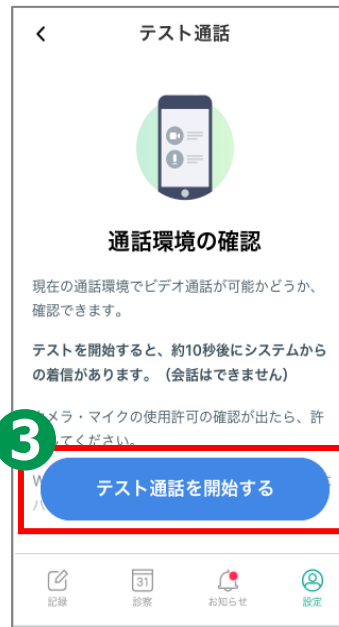 テスト通話
通話環境の確認
現在の通話環境でビデオ通話が可能かどうか、
確認できます。
テストを開始すると、約10秒後にシステムから
の着信があります。（会話はできません）
メラ・マイクの使用許可の確認が出たら、許
してください。
3
テスト通話を開始する
31
記録
診察
お知らせ
設定